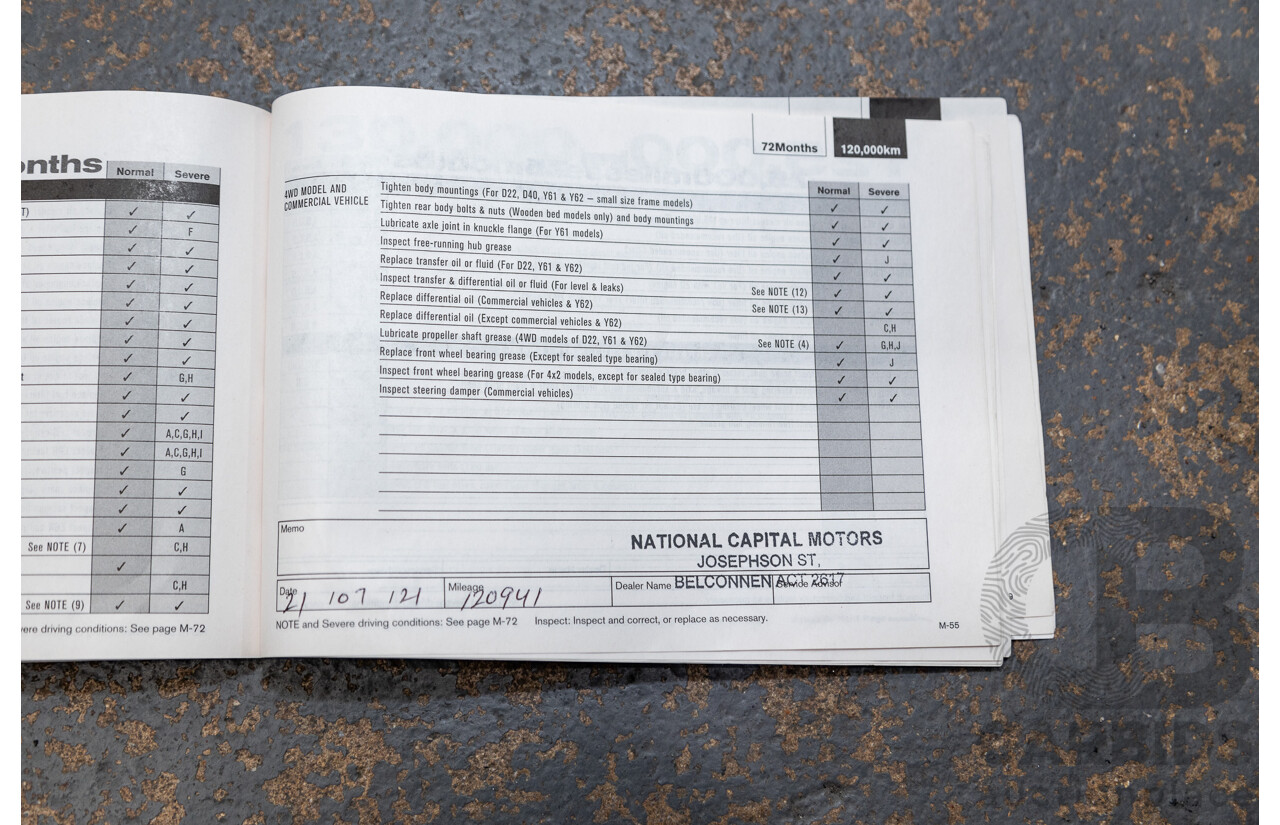 onths
Normal Severe
T) ✓ ✓
✓ F
✓ ✓
✓ ✓
✓ ✓
✓ ✓
✓ ✓
✓ ✓
✓ ✓
t ✓ G,H
✓ ✓
✓ ✓
✓ A,C,G,H,I
✓ A,C,G,H,I
✓ G
✓ ✓
✓ ✓
✓ A
See NOTE (7) C,H
✓
C,H
See NOTE (9) ✓ ✓
vere driving conditions: See page M-72
72Months 120,000km
Normal Severe
4WD MODEL AND
COMMERCIAL VEHICLE
Tighten body mountings (For D22, D40, Y61 & Y62 – small size frame models) ✓ ✓
Tighten rear body bolts & nuts (Wooden bed models only) and body mountings ✓ ✓
Lubricate axle joint in knuckle flange (For Y61 models) ✓ ✓
Inspect free-running hub grease ✓ J
Replace transfer oil or fluid (For D22, Y61 & Y62) ✓ ✓
Inspect transfer & differential oil or fluid (For level & leaks) See NOTE (12) ✓ ✓
Replace differential oil (Commercial vehicles & Y62) See NOTE (13) ✓ ✓
Replace differential oil (Except commercial vehicles & Y62) C,H
Lubricate propeller shaft grease (4WD models of D22, Y61 & Y62) See NOTE (4) ✓ G,H,J
Replace front wheel bearing grease (Except for sealed type bearing) ✓ J
Inspect front wheel bearing grease (For 4x2 models, except for sealed type bearing) ✓ ✓
Inspect steering damper (Commercial vehicles) ✓ ✓
Memo
NATIONAL CAPITAL MOTORS
JOSEPHSON ST,
BELCONNEN ACT 2617
Date 21 / 07 / 21 Mileage 120941 Dealer Name Service Advisor
NOTE and Severe driving conditions: See page M-72 Inspect: Inspect and correct, or replace as necessary.
M-55
9